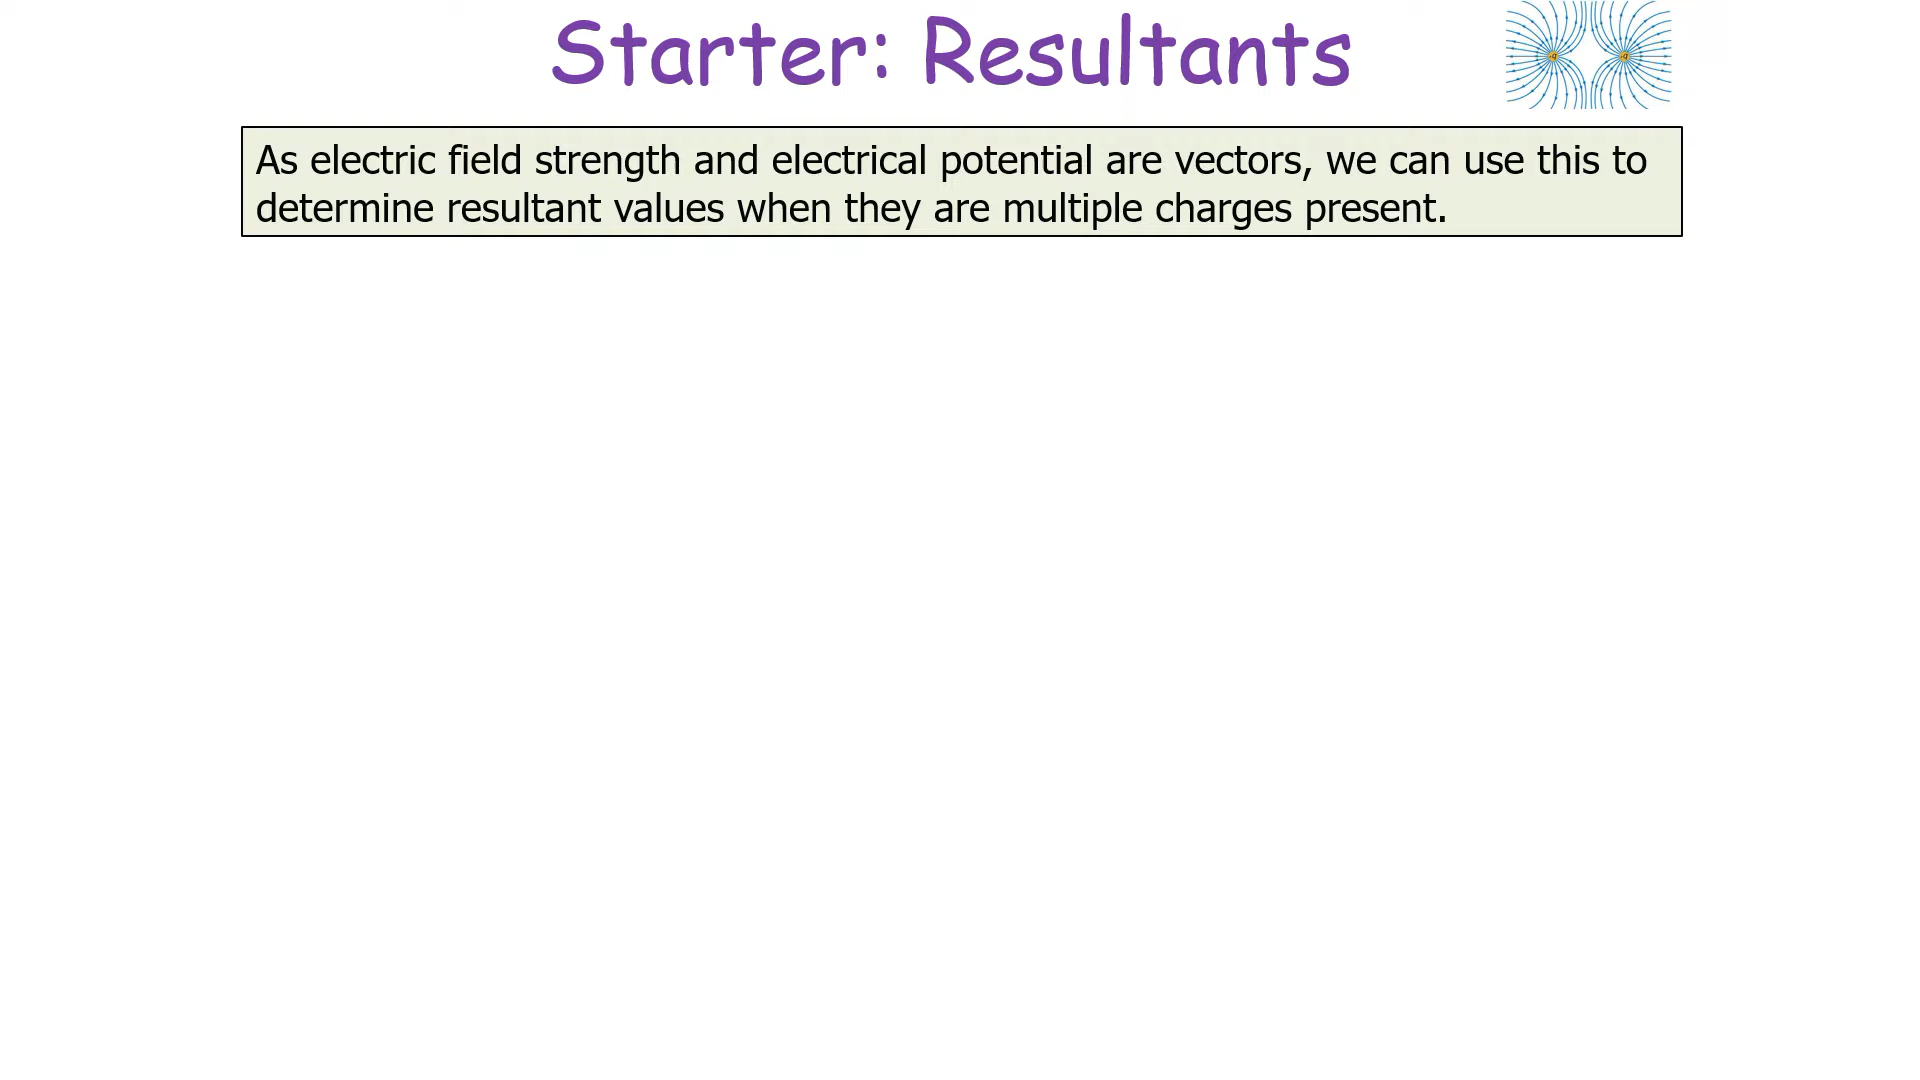 Starter: Resultants
As electric field strength and electrical potential are vectors, we can use this to
determine resultant values when they are multiple charges present.